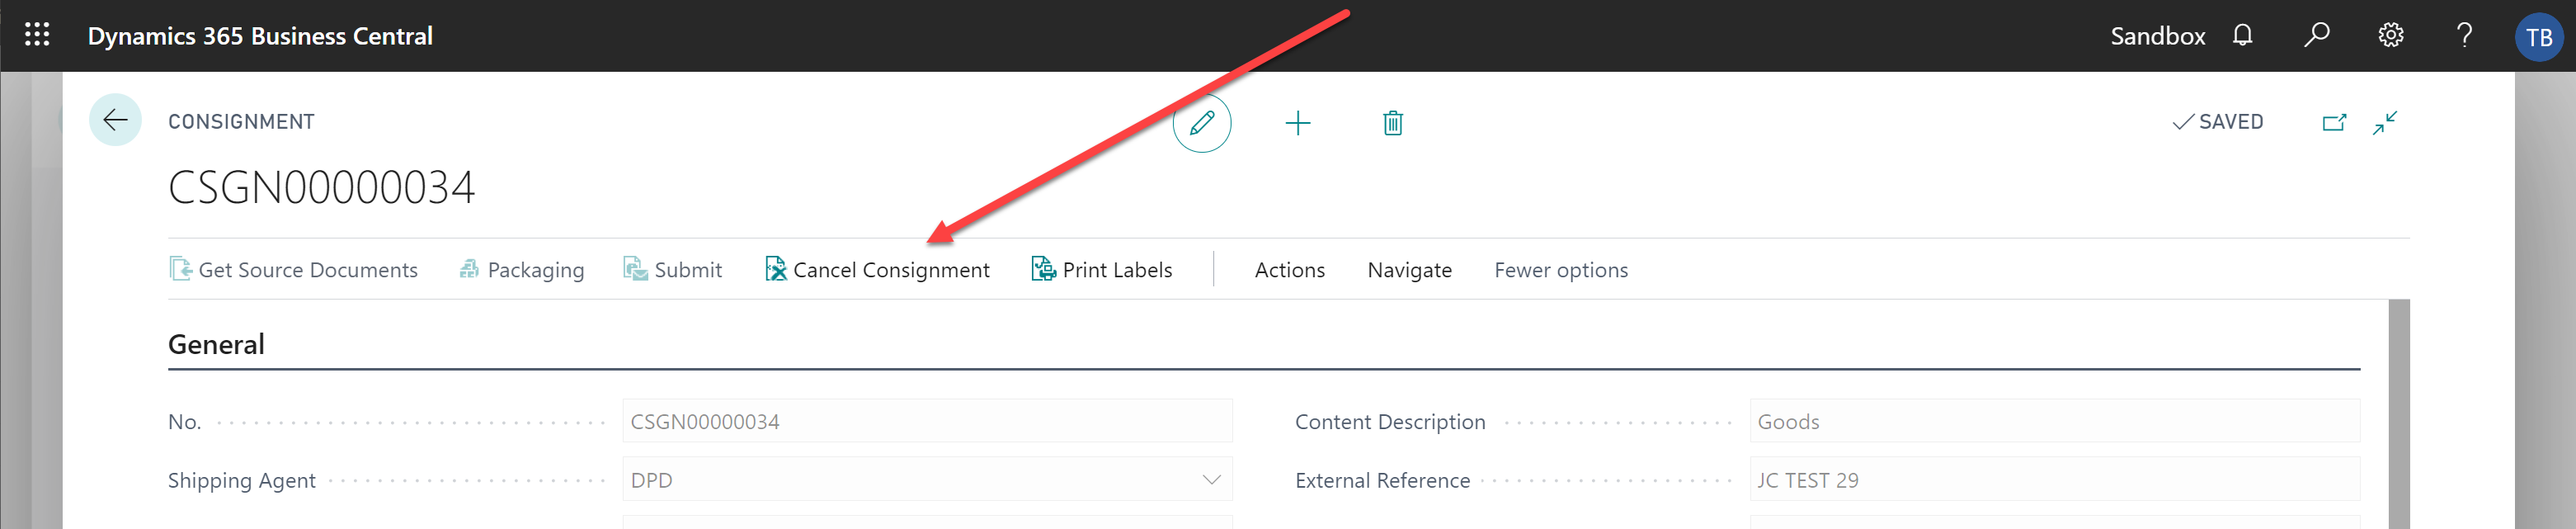 Dynamics 365 Business Central
Sandbox
?
TB
CONSIGNMENT
SAVED
CSGN00000034
Get Source Documents
Packaging
Submit
Cancel Consignment
Print Labels
Actions
Navigate
Fewer options
General
No.
CSGN00000034
Content Description
Goods
Shipping Agent
DPD
External Reference
JC TEST 29